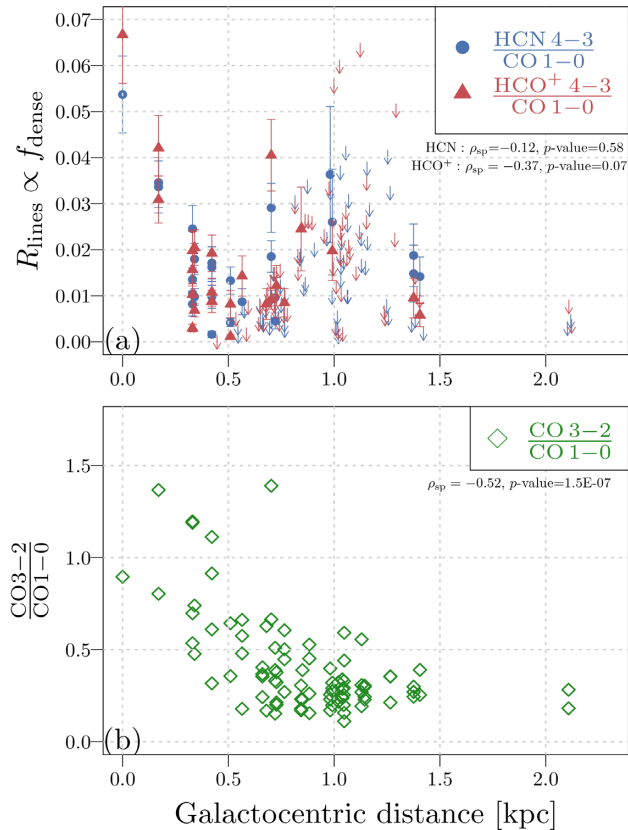 0.07
0.06
0.05
0.04
0.03
0.02
0.01
0.00
R_lines ∝ f_dense
HCN 4−3
CO 1−0
HCO⁺ 4−3
CO 1−0
HCN : ρ_sp=−0.12, p-value=0.58
HCO⁺ : ρ_sp = −0.37, p-value=0.07
(a)
0.0 0.5 1.0 1.5 2.0
1.5
1.0
0.5
0.0
CO3−2
CO1−0
CO 3−2
CO 1−0
ρ_sp = −0.52, p-value=1.5E-07
(b)
0.0 0.5 1.0 1.5 2.0
Galactocentric distance [kpc]